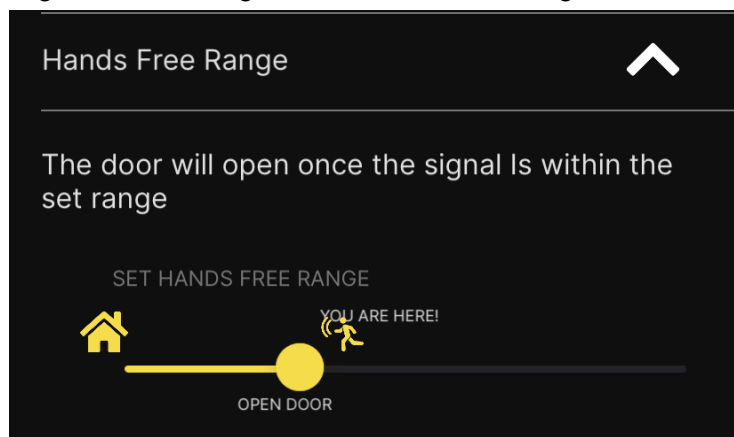 Hands Free Range
The door will open once the signal Is within the
set range
SET HANDS FREE RANGE
YOU ARE HERE!
OPEN DOOR